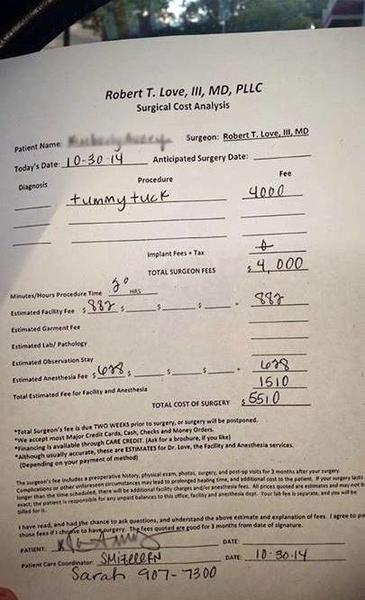 Robert T. Love, III, MD, PLLC
Surgical Cost Analysis
Patient Name: Surgeon: Robert T. Love, III, MD
Today's Date: 10-30-14 Anticipated Surgery Date:
Diagnosis Procedure Fee
tummy tuck 4000
Implant Fees + Tax
TOTAL SURGEON FEES $ 4,000
Minutes/Hours Procedure Time HRS
Estimated Facility Fee $ 882 $ $ $ = 882
Estimated Garment Fee
Estimated Lab/ Pathology
Estimated Observation Stay
Estimated Anesthesia Fee $ 628 $ $ $ = 628
Total Estimated Fee for Facility and Anesthesia 1510
TOTAL COST OF SURGERY $ 5510
*Total Surgeon's fee is due TWO WEEKS prior to surgery, or surgery will be postponed.
*We accept most Major Credit Cards, Cash, Checks and Money Orders.
*Financing is available through CARE CREDIT. (Ask for a brochure, if you like)
*Although usually accurate, these are ESTIMATES for Dr. Love, the Facility and Anesthesia services.
(Depending on your payment method)
The surgeon's fee includes a preoperative history, physical exam, photos, surgery, and post-op visits for 3 months after your surgery.
Complications or other unforeseen circumstances may lead to prolonged healing time, and additional cost to the patient. If your surgery lasts
longer than the time scheduled, there will be additional facility charges and/or anesthesia fees. All prices quoted are estimates and may not b
exact; the patient is responsible for any unpaid balances to this office, facility and anesthesia dept. Your lab fee is separate, and you will be
billed for it.
I have read, and had the chance to ask questions, and understand the above estimate and explanation of fees. I agree to pa
those fees if I choose to have surgery. The fees quoted are good for 3 months from date of signature.
PATIENT: DATE:
Patient Care Coordinator: DATE: 10-30-14
Sarah 907-7300